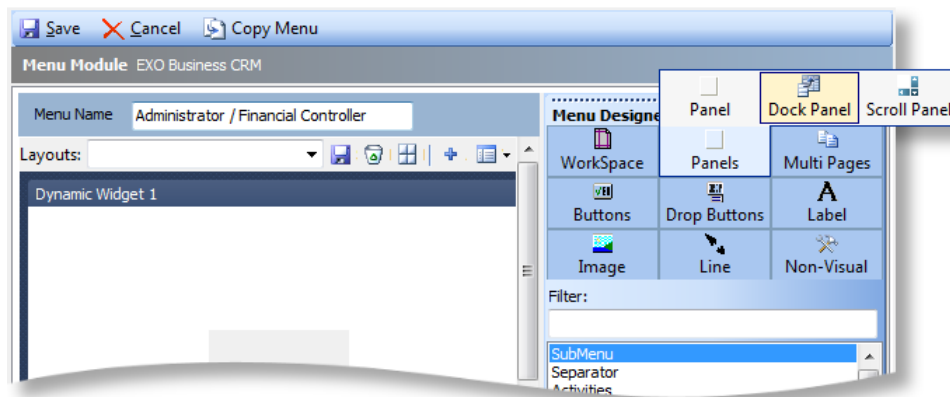 Save Cancel Copy Menu
Menu Module EXO Business CRM
Panel Dock Panel Scroll Panel
Menu Name Administrator / Financial Controller
Menu Designe
Layouts:
WorkSpace Panels Multi Pages
Dynamic Widget 1
Buttons Drop Buttons Label
Image Line Non-Visual
Filter:
SubMenu
Separator
Activities